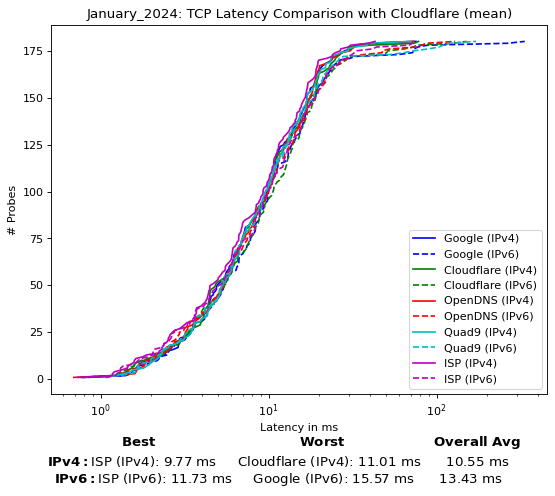 January_2024: TCP Latency Comparison with Cloudflare (mean)
# Probes
175
150
125
100
75
50
25
0
Google (IPv4)
Google (IPv6)
Cloudflare (IPv4)
Cloudflare (IPv6)
OpenDNS (IPv4)
OpenDNS (IPv6)
Quad9 (IPv4)
Quad9 (IPv6)
ISP (IPv4)
ISP (IPv6)
10⁰ 10¹ 10²
Latency in ms
Best Worst Overall Avg
IPv4: ISP (IPv4): 9.77 ms Cloudflare (IPv4): 11.01 ms 10.55 ms
IPv6: ISP (IPv6): 11.73 ms Google (IPv6): 15.57 ms 13.43 ms